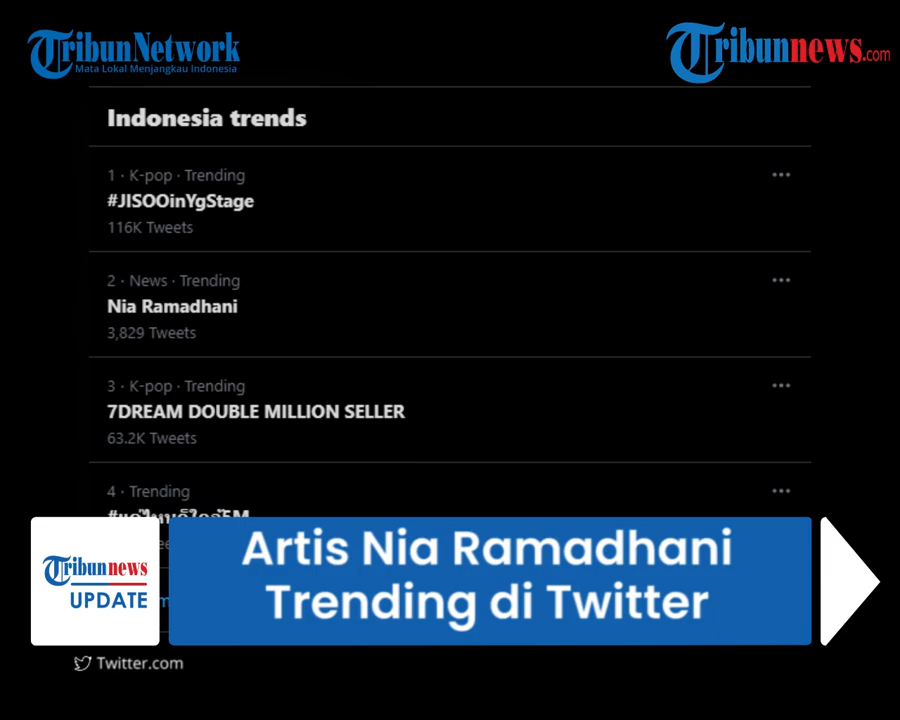 TribunNetwork
Mata Lokal Menjangkau Indonesia
Tribunnews.com
Indonesia trends
1 · K-pop · Trending
#JISOOinYgStage
116K Tweets
2 · News · Trending
Nia Ramadhani
3,829 Tweets
3 · K-pop · Trending
7DREAM DOUBLE MILLION SELLER
63.2K Tweets
4 · Trending
Artis Nia Ramadhani
Trending di Twitter
Tribunnews
UPDATE
Twitter.com